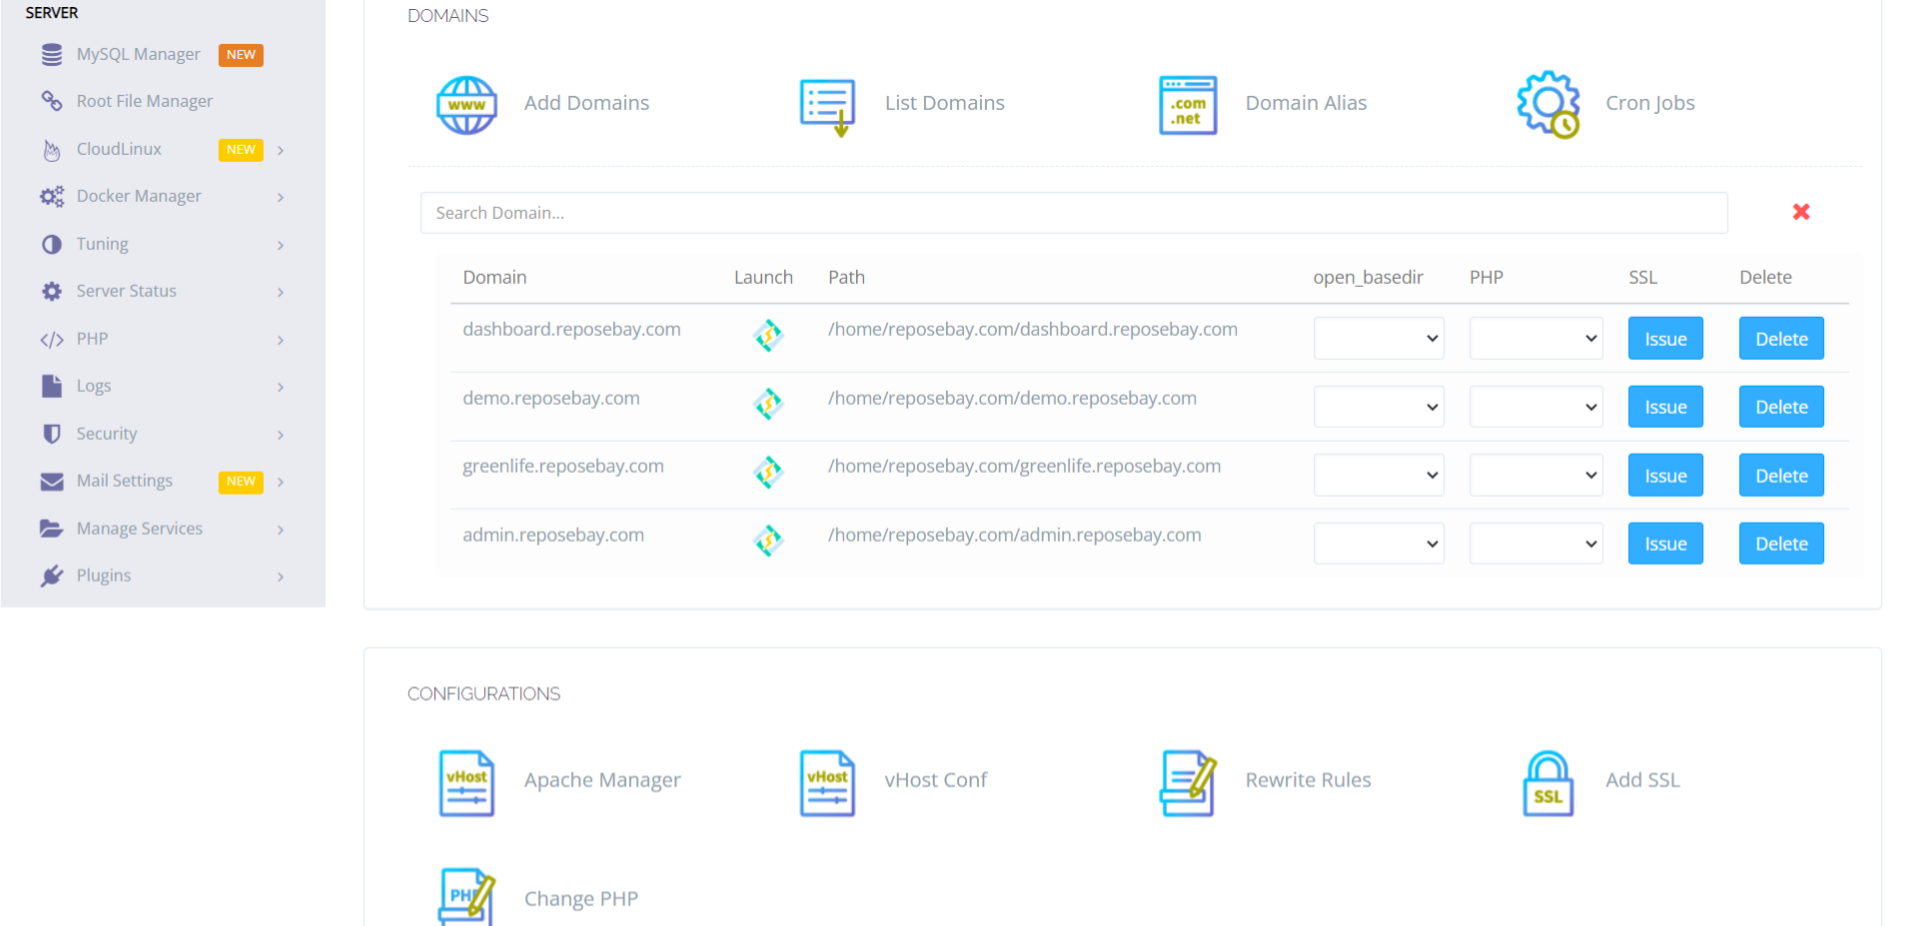 SERVER
MySQL Manager NEW
Root File Manager
CloudLinux NEW
Docker Manager
Tuning
Server Status
PHP
Logs
Security
Mail Settings NEW
Manage Services
Plugins
DOMAINS
www Add Domains
List Domains
.com
.net
Domain Alias
Cron Jobs
Search Domain...
Domain Launch Path open_basedir PHP SSL Delete
dashboard.reposebay.com /home/reposebay.com/dashboard.reposebay.com Issue Delete
demo.reposebay.com /home/reposebay.com/demo.reposebay.com Issue Delete
greenlife.reposebay.com /home/reposebay.com/greenlife.reposebay.com Issue Delete
admin.reposebay.com /home/reposebay.com/admin.reposebay.com Issue Delete
CONFIGURATIONS
vHost Apache Manager
vHost vHost Conf
Rewrite Rules
SSL Add SSL
PHP Change PHP